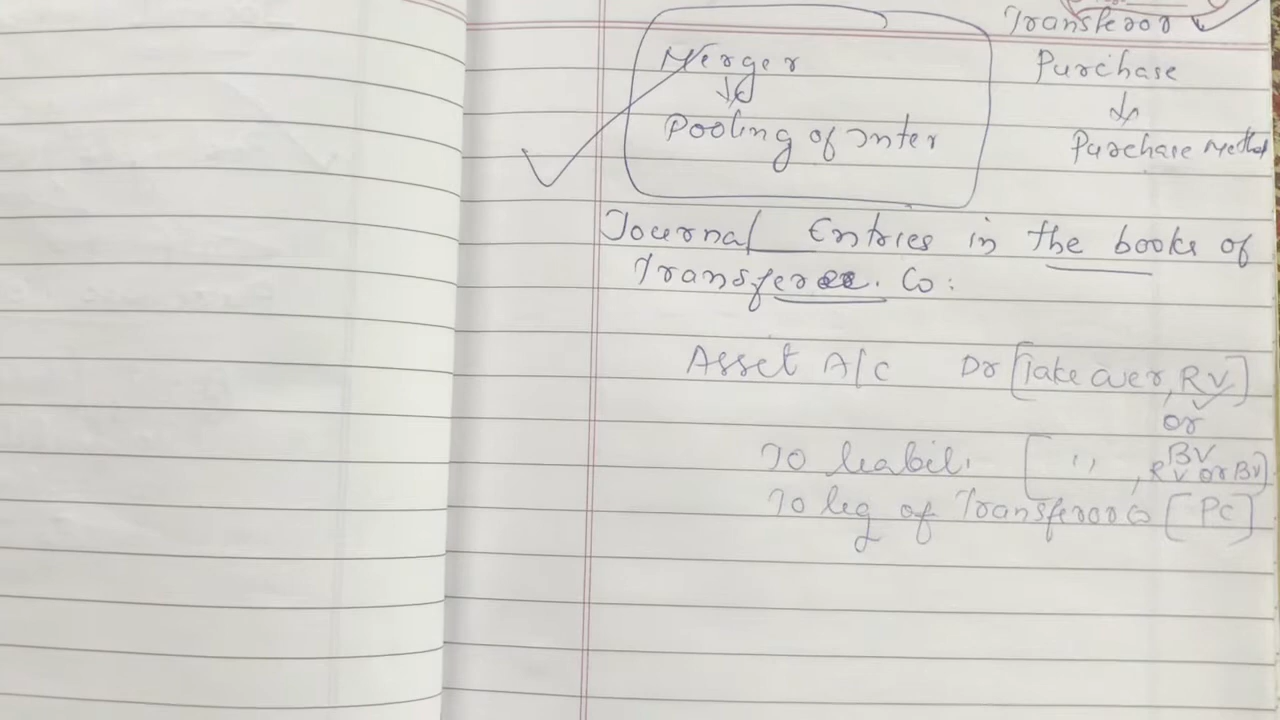 Transferor
Merger
Pooling of Inter
Purchase
Purchase Method
Journal Entries in the books of
Transferee. Co:
Asset A/C Dr [Take over, RV]
or
BV
To liabil. [ ,, , RV or BV]
To liq of Transferor Co [PC]